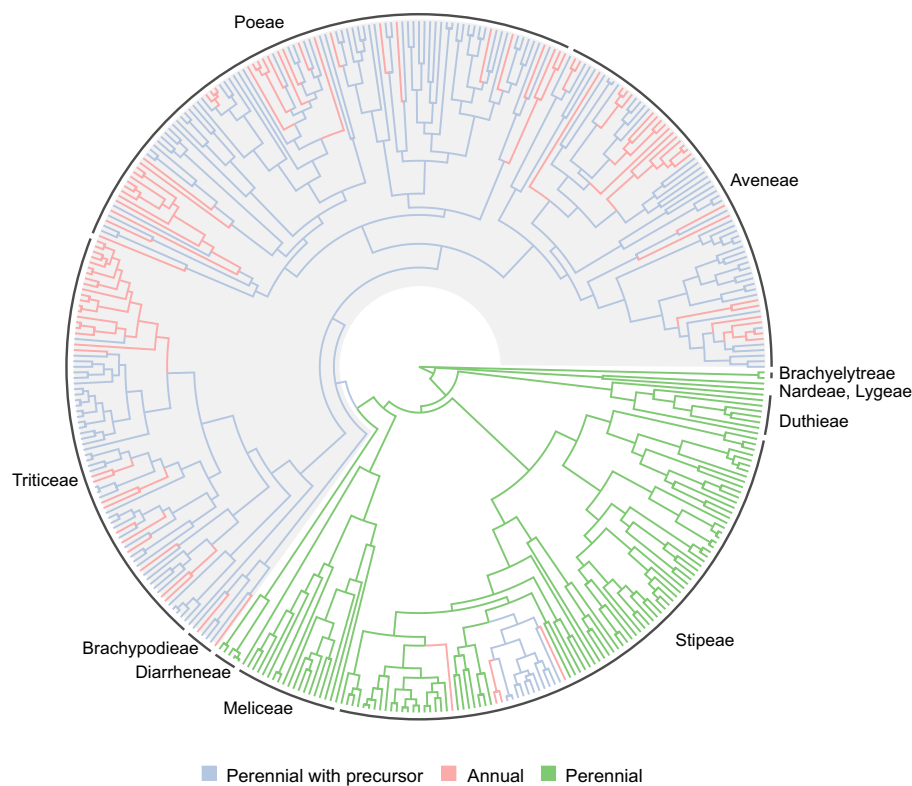 Poeae
Aveneae
Brachyelytreae
Nardeae, Lygeae
Duthieae
Triticeae
Stipeae
Brachypodieae
Diarrheneae
Meliceae
Perennial with precursor Annual Perennial